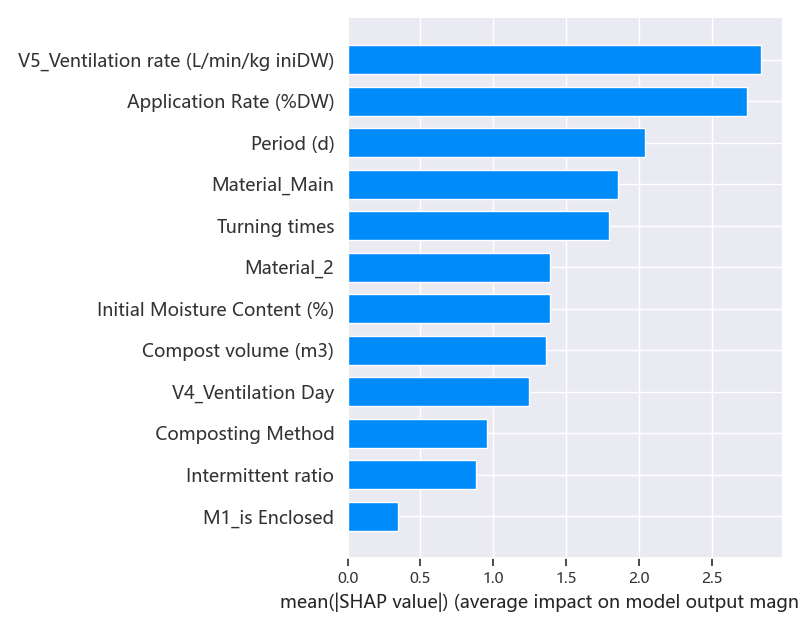 V5_Ventilation rate (L/min/kg iniDW)
Application Rate (%DW)
Period (d)
Material_Main
Turning times
Material_2
Initial Moisture Content (%)
Compost volume (m3)
V4_Ventilation Day
Composting Method
Intermittent ratio
M1_is Enclosed
0.0 0.5 1.0 1.5 2.0 2.5
mean(|SHAP value|) (average impact on model output magn